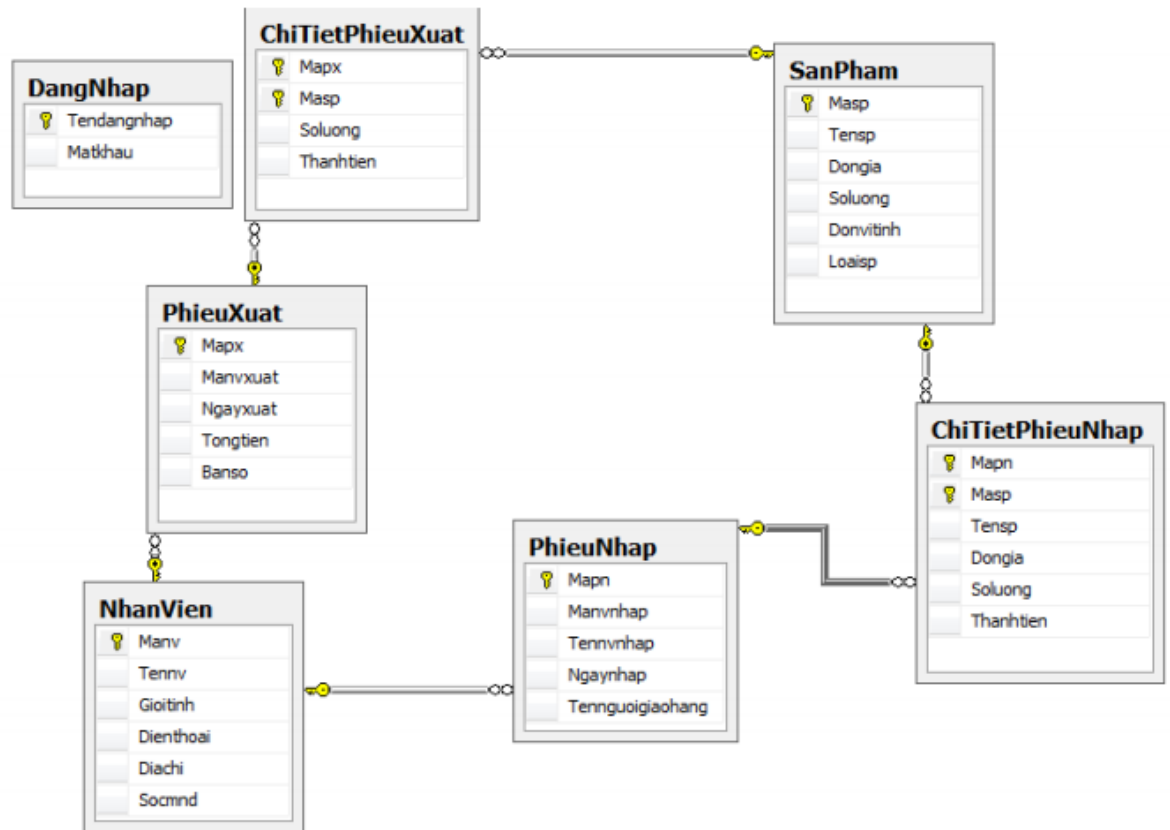 DangNhap
Tendangnhap
Matkhau
ChiTietPhieuXuat
Mapx
Masp
Soluong
Thanhtien
SanPham
Masp
Tensp
Dongia
Soluong
Donvitinh
Loaisp
PhieuXuat
Mapx
Manvxuat
Ngayxuat
Tongtien
Banso
ChiTietPhieuNhap
Mapn
Masp
Tensp
Dongia
Soluong
Thanhtien
PhieuNhap
Mapn
Manvnhap
Tennvnhap
Ngaynhap
Tennguoigiaohang
NhanVien
Manv
Tennv
Gioitinh
Dienthoai
Diachi
Socmnd